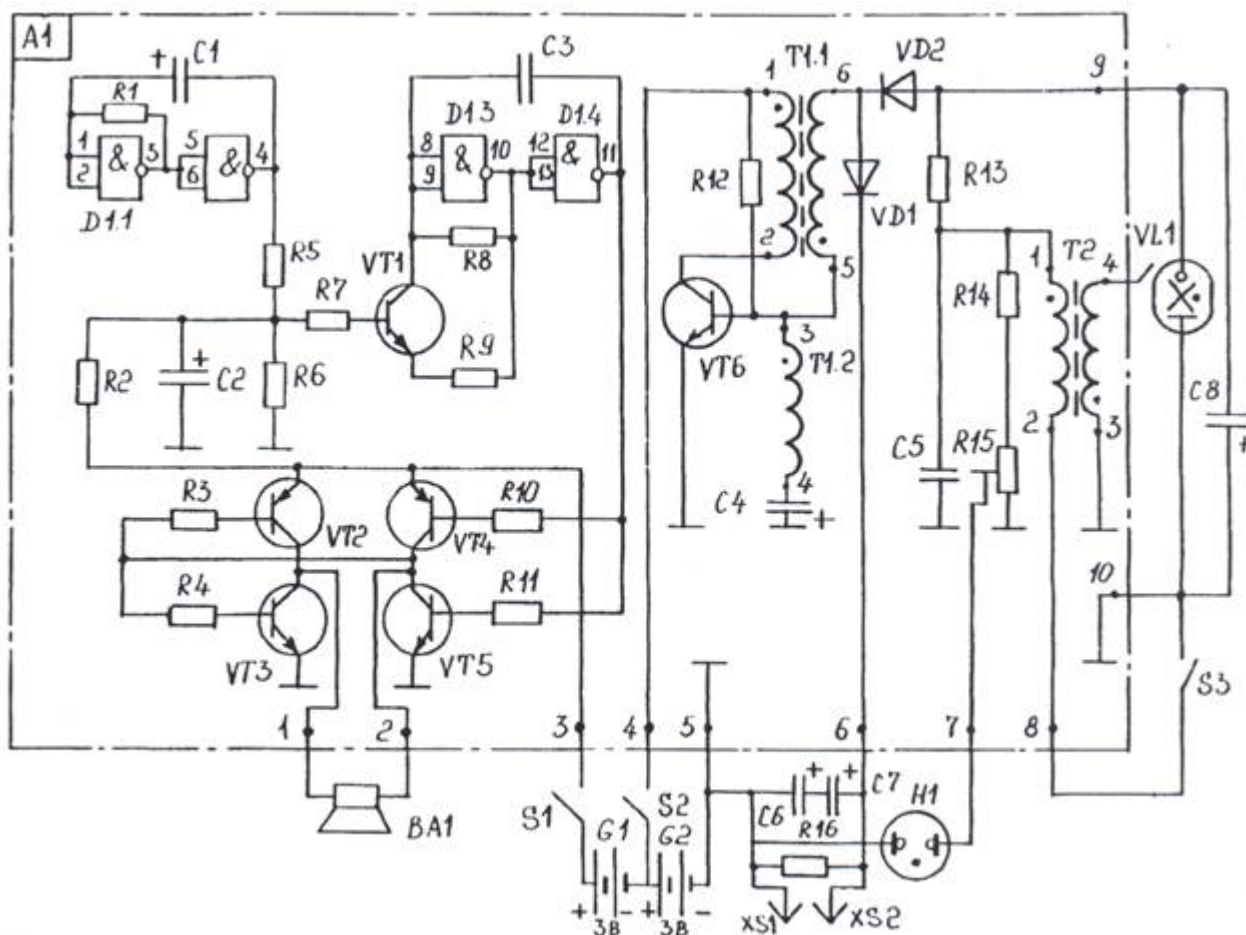 A1
C1
+
C3
R1
1
2
&
3
5
6
&
4
D1.1
D1.3
D1.4
8
9
&
10
12
13
&
11
R5
VT1
R8
R7
R9
R2
C2
+
R6
R3
VT2
R10
VT4
R4
VT3
R11
VT5
1
2
BA1
3
4
5
6
7
8
S1
S2
G1
G2
+
-
+
-
3В
3В
1
T1.1
6
VD2
9
R12
VD1
R13
2
5
VT6
3
T1.2
4
C4
+
C5
R14
R15
1
T2
4
2
3
VL1
C8
+
10
S3
C6
+
+
C7
R16
H1
XS1
XS2